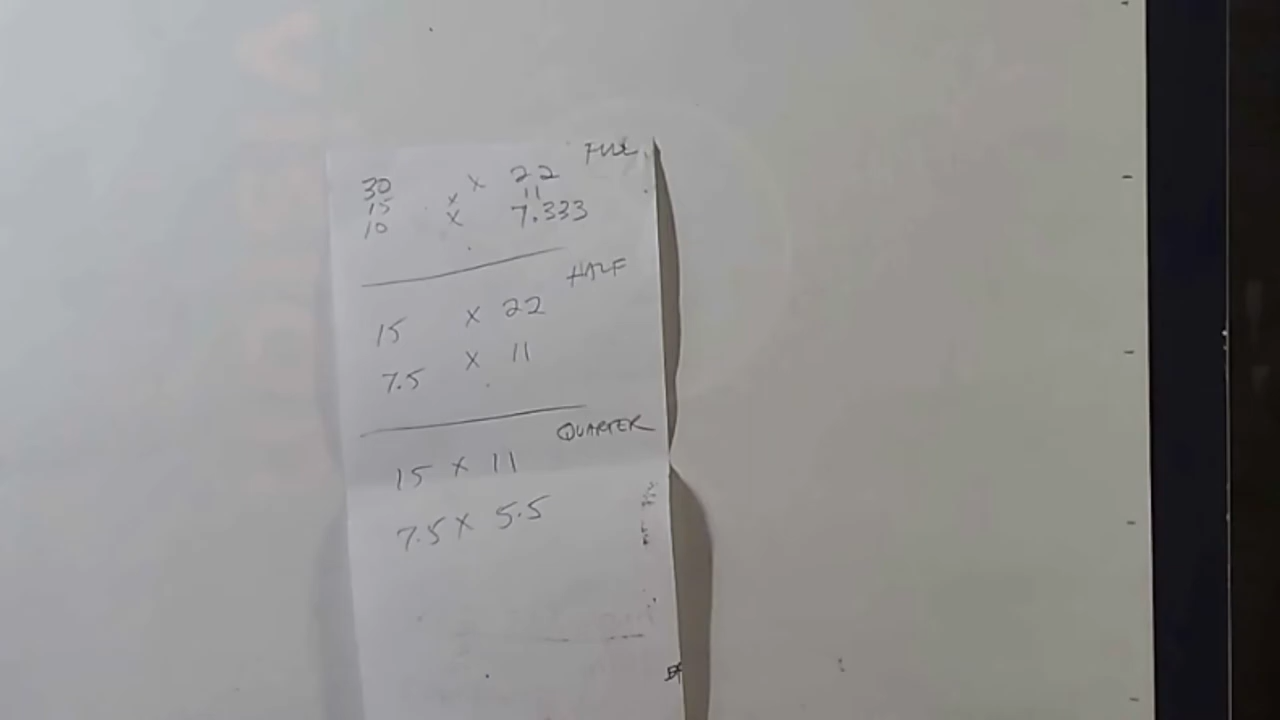 FULL
30 x 22
15 x 11
10 x 7.333
HALF
15 x 22
7.5 x 11
QUARTER
15 x 11
7.5 x 5.5